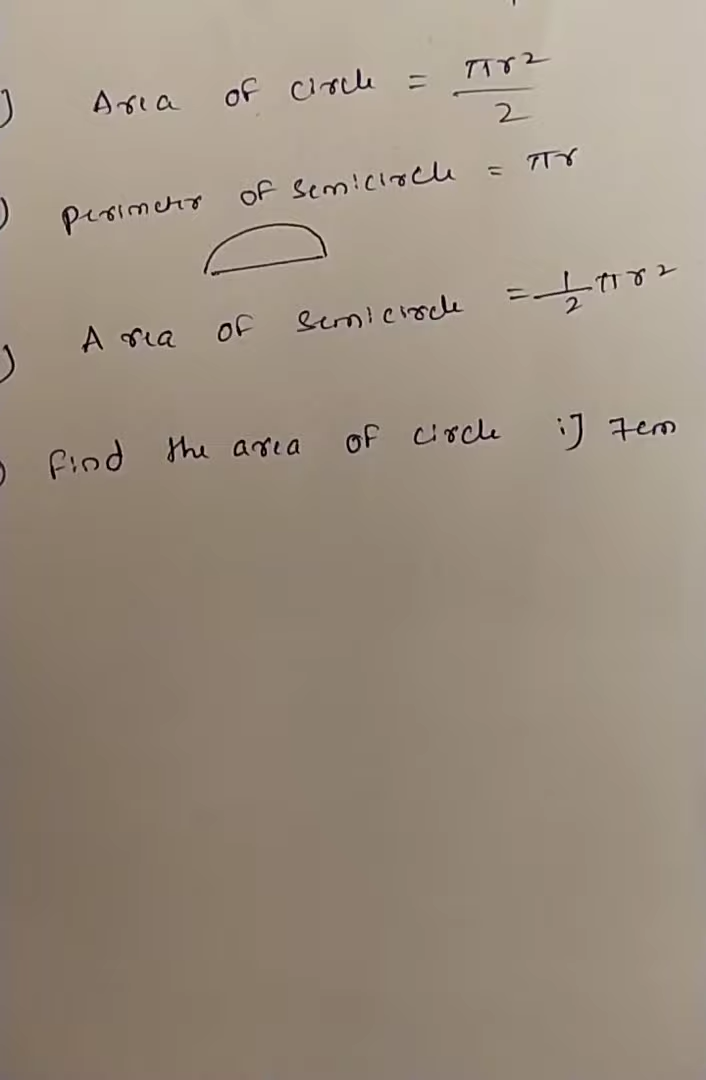 ) Area of circle = πr²/2
) perimeter of semicircle = πr
) Area of semicircle = 1/2 πr²
) find the area of circle i] 7cm